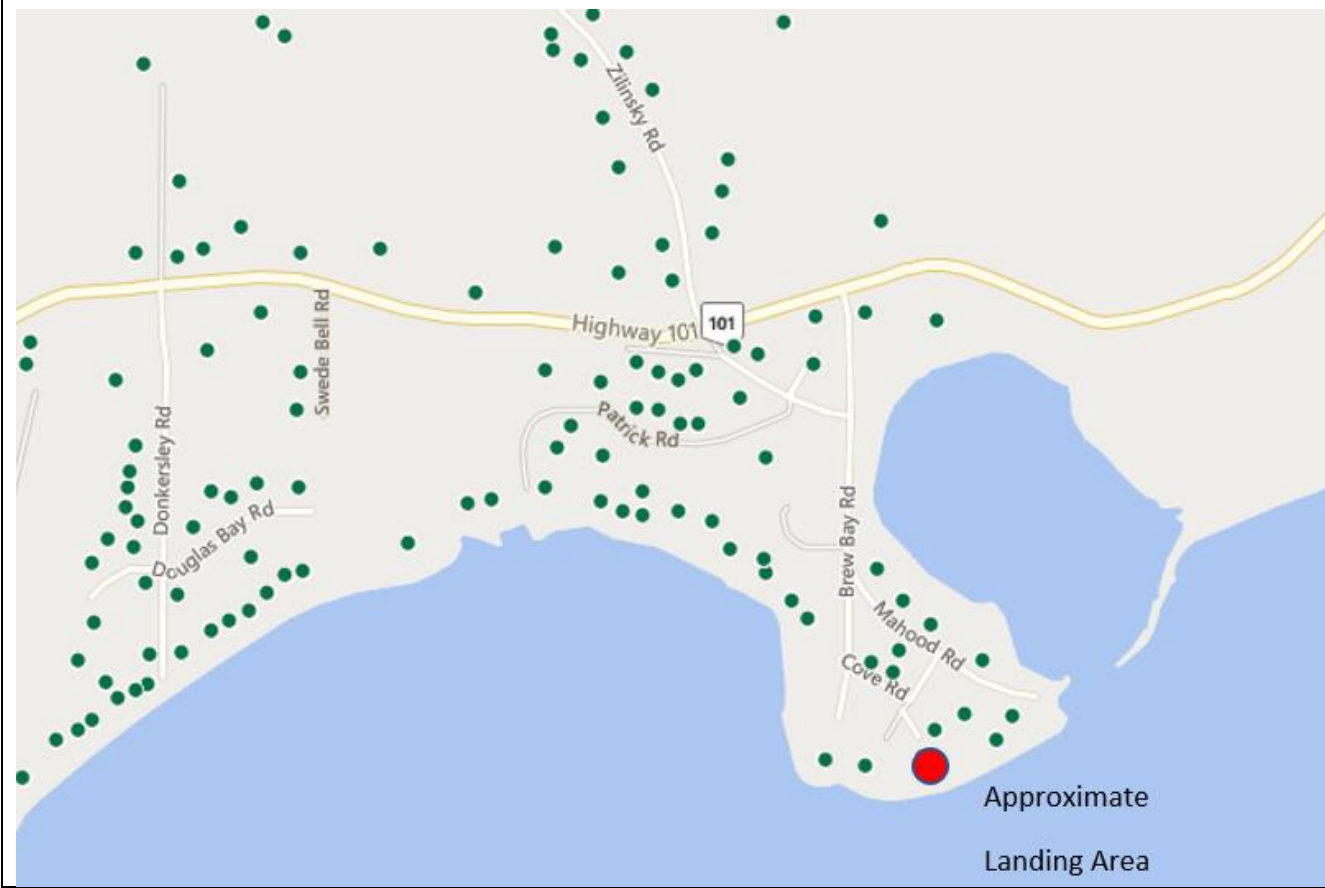 Zilinsky Rd
Swede Bell Rd
Highway 101
101
Donkersley Rd
Patrick Rd
Brew Bay Rd
Douglas Bay Rd
Mahood Rd
Cove Rd
Approximate
Landing Area